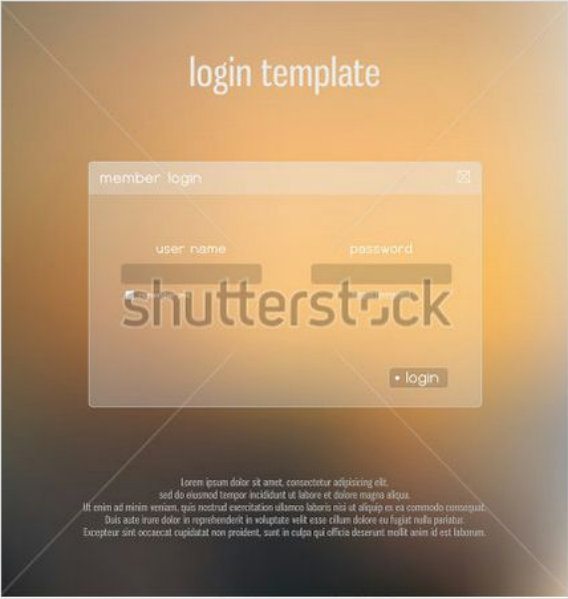 login template
member login
user name
password
shutterstock
login
Lorem ipsum dolor sit amet, consectetur adipisicing elit,
sed do eiusmod tempor incididunt ut labore et dolore magna aliqua.
Ut enim ad minim veniam, quis nostrud exercitation ullamco laboris nisi ut aliquip ex ea commodo consequat.
Duis aute irure dolor in reprehenderit in voluptate velit esse cillum dolore eu fugiat nulla pariatur.
Excepteur sint occaecat cupidatat non proident, sunt in culpa qui officia deserunt mollit anim id est laborum.